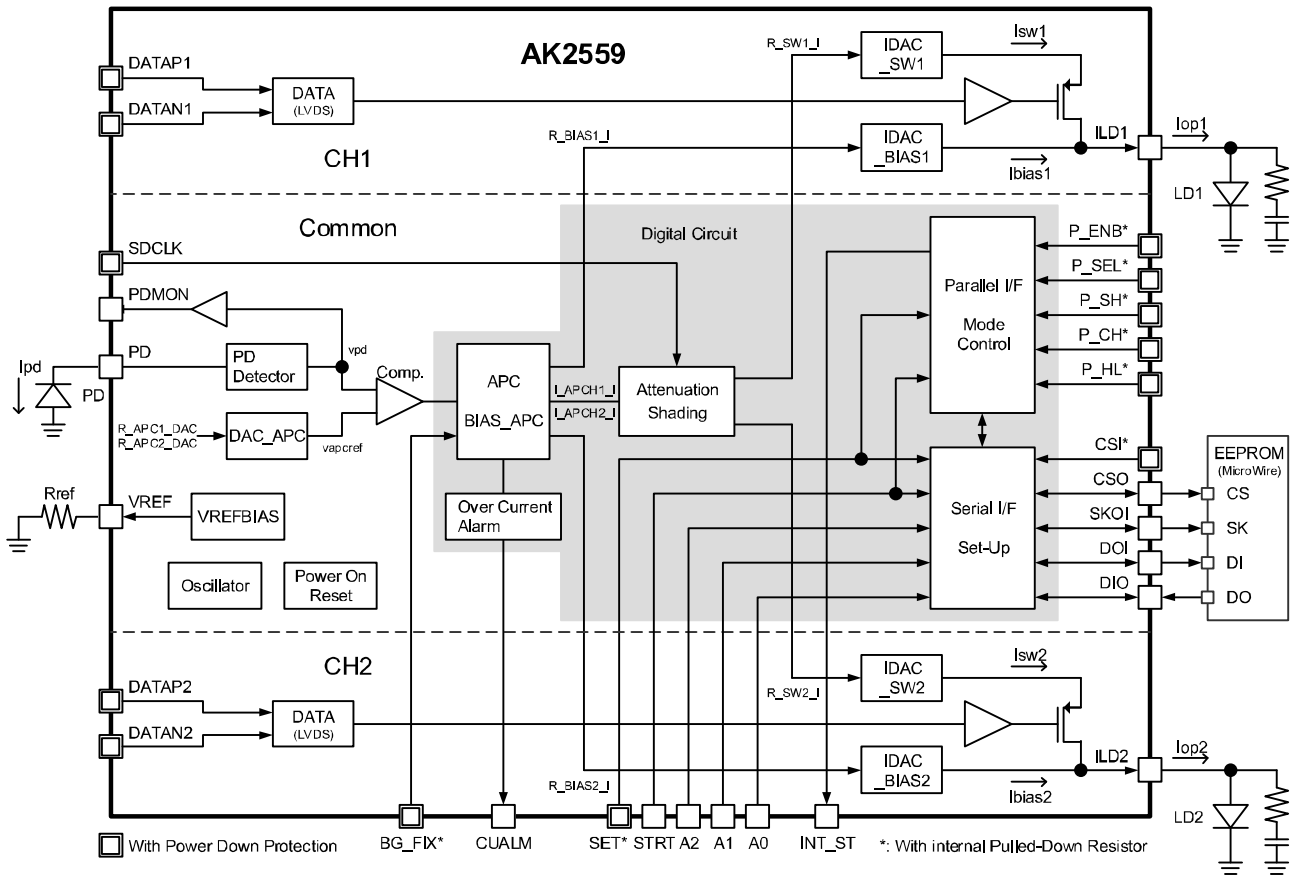 AK2559
DATAP1
DATAN1
DATA
(LVDS)
CH1
R_SW1_I
IDAC
_SW1
Isw1
R_BIAS1_I
IDAC
_BIAS1
Ibias1
ILD1
Iop1
LD1
Common
Digital Circuit
SDCLK
PDMON
PD
Ipd
PD
PD
Detector
vpd
Comp.
R_APC1_DAC
R_APC2_DAC
DAC_APC
vapcref
APC
BIAS_APC
I_APCH1_I
I_APCH2_I
Attenuation
Shading
Parallel I/F
Mode
Control
P_ENB*
P_SEL*
P_SH*
P_CH*
P_HL*
Rref
VREF
VREFBIAS
Over Current
Alarm
Oscillator
Power On
Reset
Serial I/F
Set-Up
CSI*
CSO
SKOI
DOI
DIO
EEPROM
(MicroWire)
CS
SK
DI
DO
CH2
DATAP2
DATAN2
DATA
(LVDS)
R_SW2_I
IDAC
_SW2
Isw2
R_BIAS2_I
IDAC
_BIAS2
Ibias2
ILD2
Iop2
LD2
With Power Down Protection
BG_FIX*
CUALM
SET*
STRT
A2
A1
A0
INT_ST
*: With internal Pulled-Down Resistor